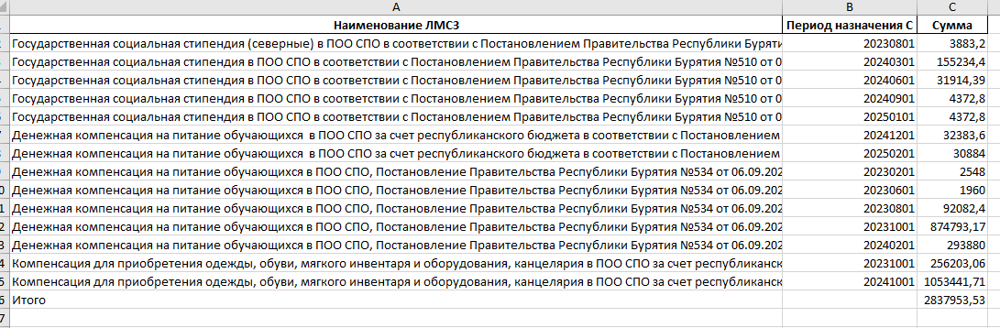 A B C
Наименование ЛМСЗ Период назначения С Сумма
Государственная социальная стипендия (северные) в ПОО СПО в соответствии с Постановлением Правительства Республики Буряти 20230801 3883,2
Государственная социальная стипендия в ПОО СПО в соответствии с Постановлением Правительства Республики Бурятия №510 от 0 20240301 155234,4
Государственная социальная стипендия в ПОО СПО в соответствии с Постановлением Правительства Республики Бурятия №510 от 0 20240601 31914,39
Государственная социальная стипендия в ПОО СПО в соответствии с Постановлением Правительства Республики Бурятия №510 от 0 20240901 4372,8
Государственная социальная стипендия в ПОО СПО в соответствии с Постановлением Правительства Республики Бурятия №510 от 0 20250101 4372,8
7 Денежная компенсация на питание обучающихся в ПОО СПО за счет республиканского бюджета в соответствии с Постановлением 20241201 32383,6
Денежная компенсация на питание обучающихся в ПОО СПО за счет республиканского бюджета в соответствии с Постановлением 20250201 30884
Денежная компенсация на питание обучающихся в ПОО СПО, Постановление Правительства Республики Бурятия №534 от 06.09.202 20230201 2548
0 Денежная компенсация на питание обучающихся в ПОО СПО, Постановление Правительства Республики Бурятия №534 от 06.09.202 20230601 1960
1 Денежная компенсация на питание обучающихся в ПОО СПО, Постановление Правительства Республики Бурятия №534 от 06.09.202 20230801 92082,4
2 Денежная компенсация на питание обучающихся в ПОО СПО, Постановление Правительства Республики Бурятия №534 от 06.09.202 20231001 874793,17
3 Денежная компенсация на питание обучающихся в ПОО СПО, Постановление Правительства Республики Бурятия №534 от 06.09.202 20240201 293880
4 Компенсация для приобретения одежды, обуви, мягкого инвентаря и оборудования, канцелярия в ПОО СПО за счет республиканск 20231001 256203,06
5 Компенсация для приобретения одежды, обуви, мягкого инвентаря и оборудования, канцелярия в ПОО СПО за счет республиканск 20241001 1053441,71
6 Итого 2837953,53
7